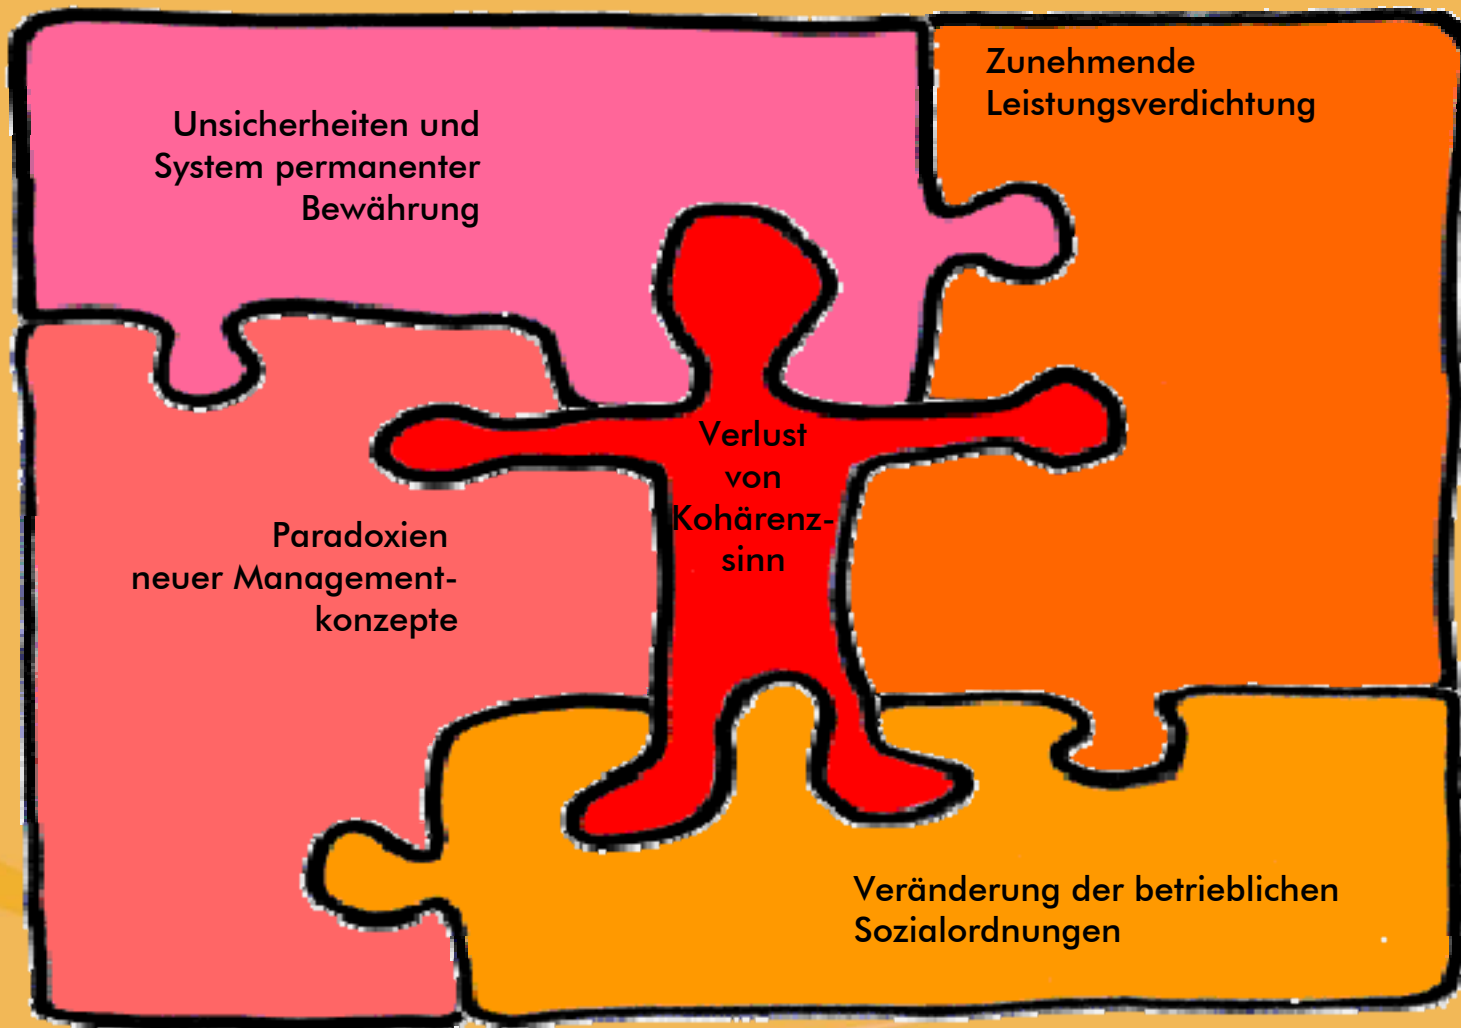 Unsicherheiten und
System permanenter
Bewährung
Zunehmende
Leistungsverdichtung
Verlust
von
Kohärenz-
sinn
Paradoxien
neuer Management-
konzepte
Veränderung der betrieblichen
Sozialordnungen